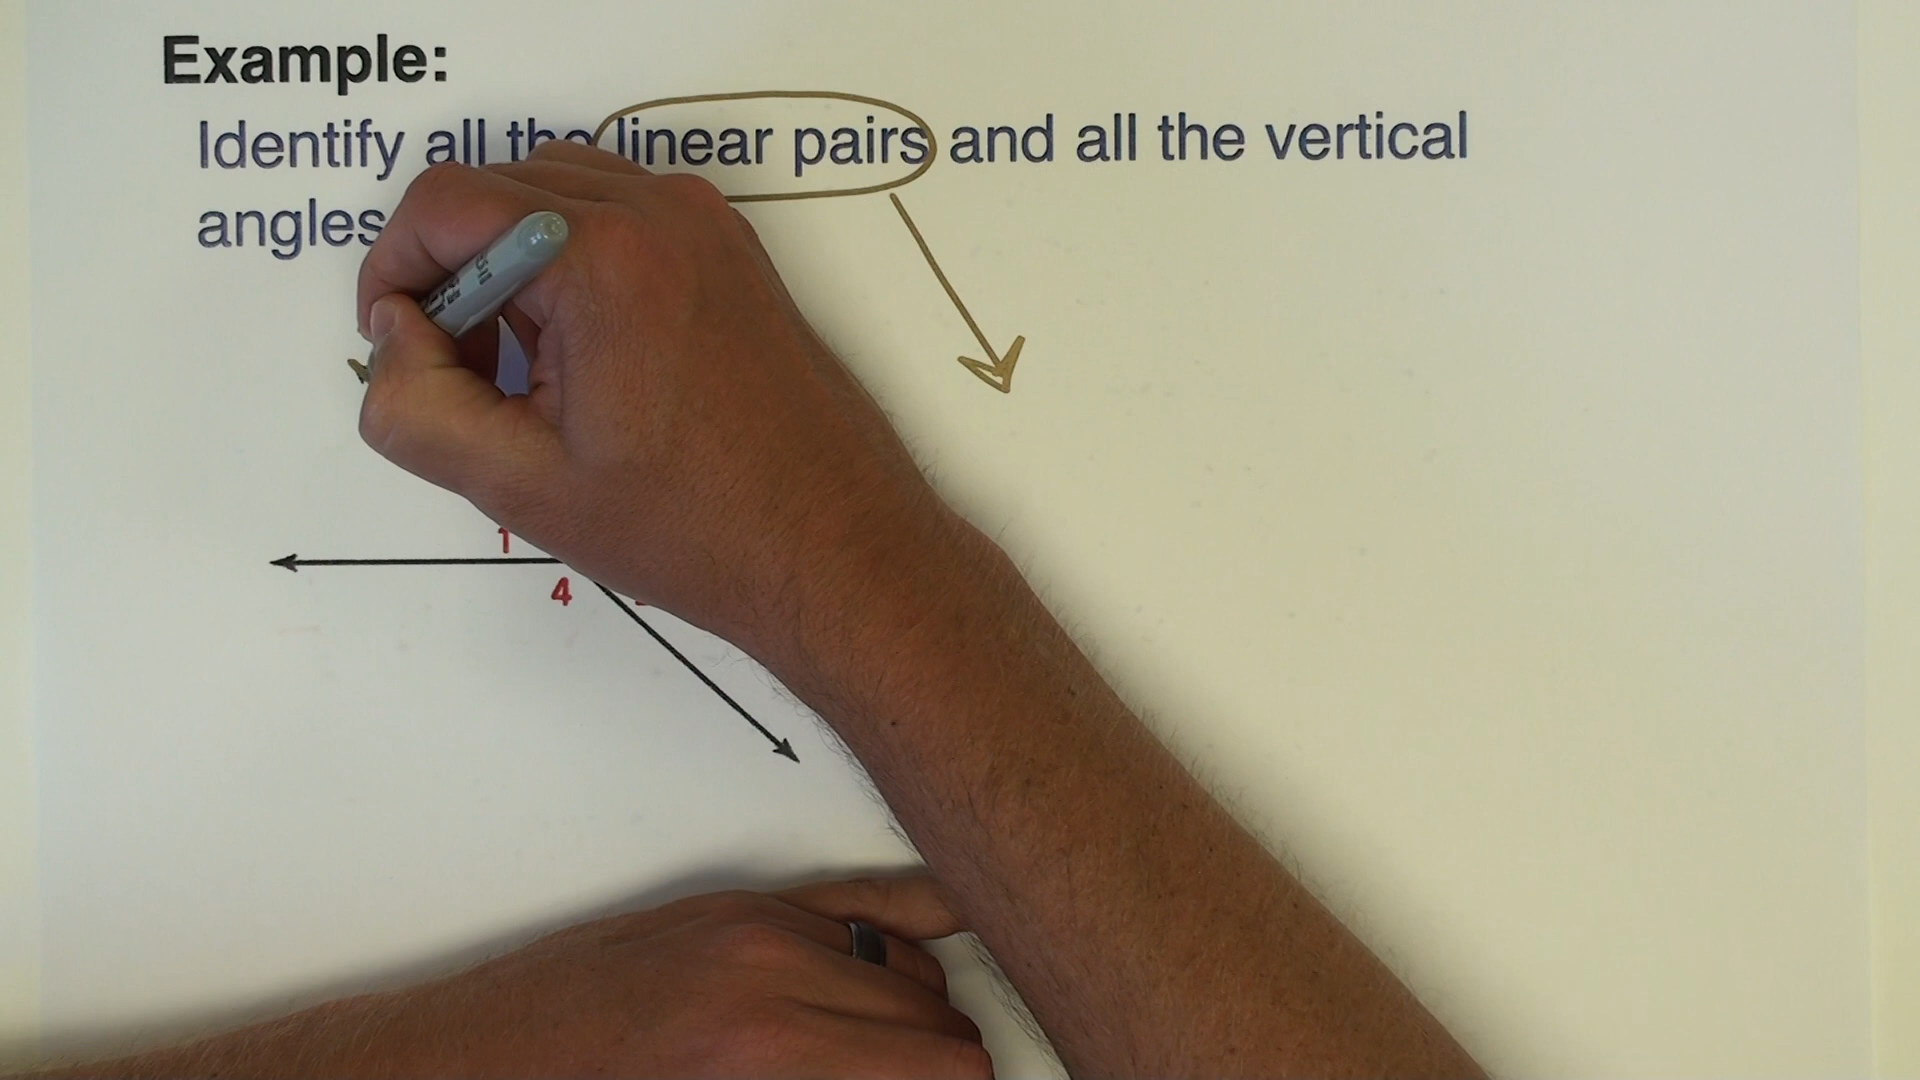 Example:
Identify all the linear pairs and all the vertical
angles
1
4